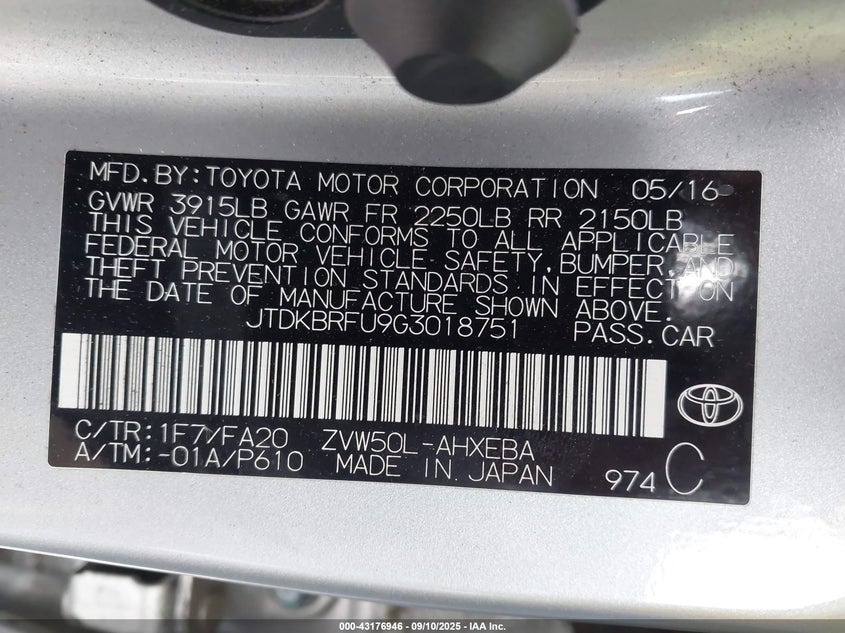 MFD.BY:TOYOTA MOTOR CORPORATION 05/16
GVWR 3915LB GAWR FR 2250LB RR 2150LB
THIS VEHICLE CONFORMS TO ALL APPLICABLE
FEDERAL MOTOR VEHICLE SAFETY,BUMPER,AND
THEFT PREVENTION STANDARDS IN EFFECT ON
THE DATE OF MANUFACTURE SHOWN ABOVE.
JTDKBRFU9G3018751 PASS.CAR
C/TR:1F7/FA20 ZVW50L-AHXEBA
A/TM:-01A/P610 MADE IN JAPAN 974 C
000-43176946 - 09/10/2025 - IAA Inc.